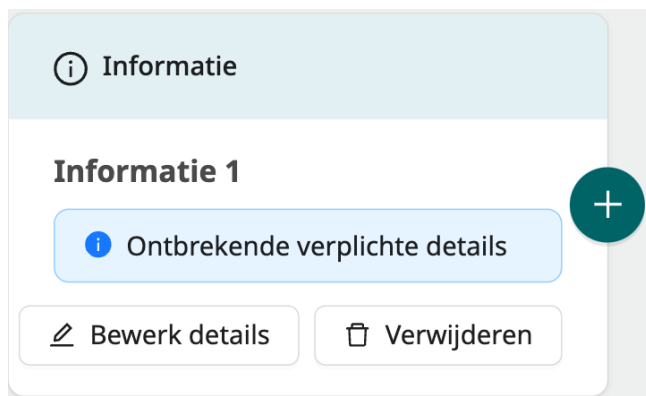 Informatie
Informatie 1
Ontbrekende verplichte details
Bewerk details
Verwijderen